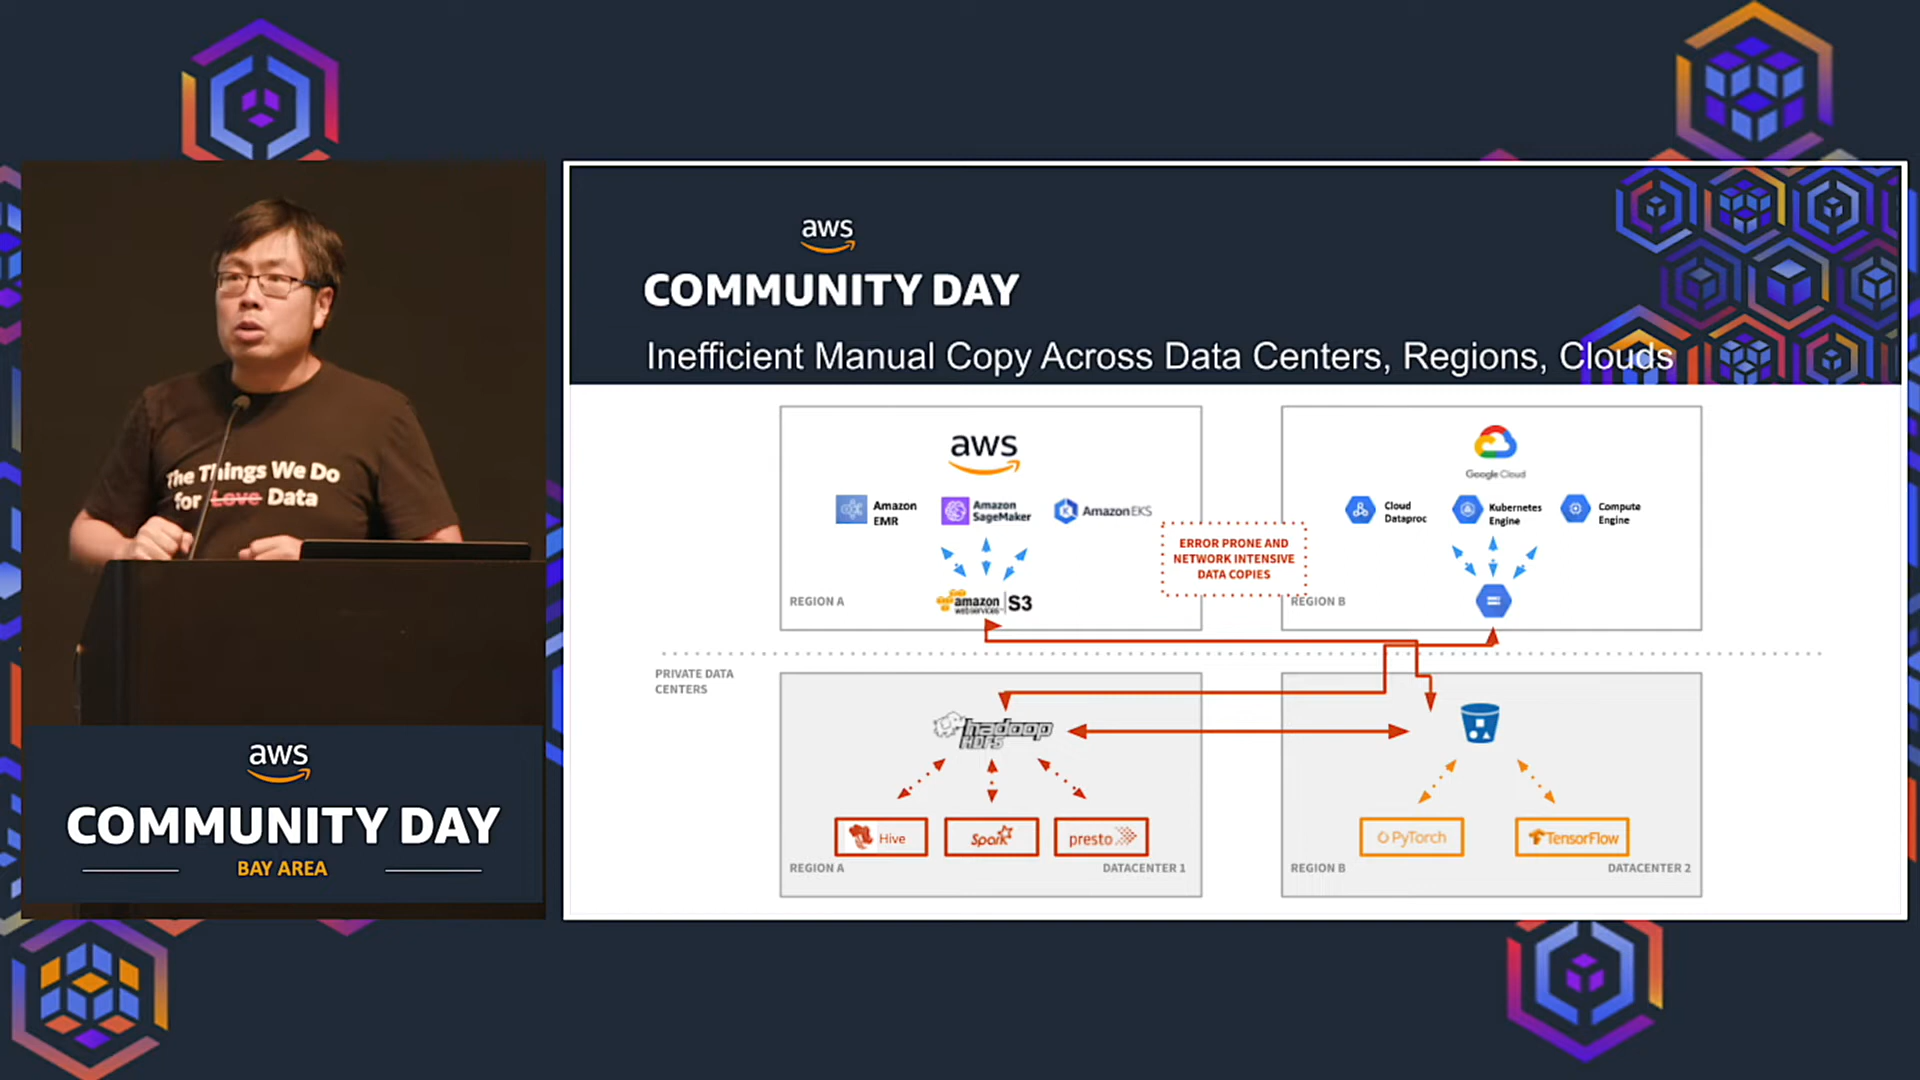 The Things We Do
for Love Data
aws
COMMUNITY DAY
BAY AREA
aws
COMMUNITY DAY
Inefficient Manual Copy Across Data Centers, Regions, Clouds
aws
Amazon
EMR
Amazon
SageMaker
Amazon EKS
amazon
webservices
S3
REGION A
ERROR PRONE AND
NETWORK INTENSIVE
DATA COPIES
Google Cloud
Cloud
Dataproc
Kubernetes
Engine
Compute
Engine
REGION B
PRIVATE DATA
CENTERS
hadoop
HDFS
Hive
Spark
presto
REGION A
DATACENTER 1
PyTorch
TensorFlow
REGION B
DATACENTER 2